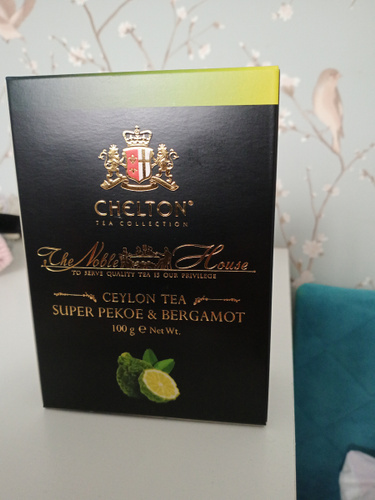 CHELTON®
TEA COLLECTION
The Noble House
TO SERVE QUALITY TEA IS OUR PRIVILEGE
CEYLON TEA
SUPER PEKOE & BERGAMOT
100 g ℮ Net Wt.